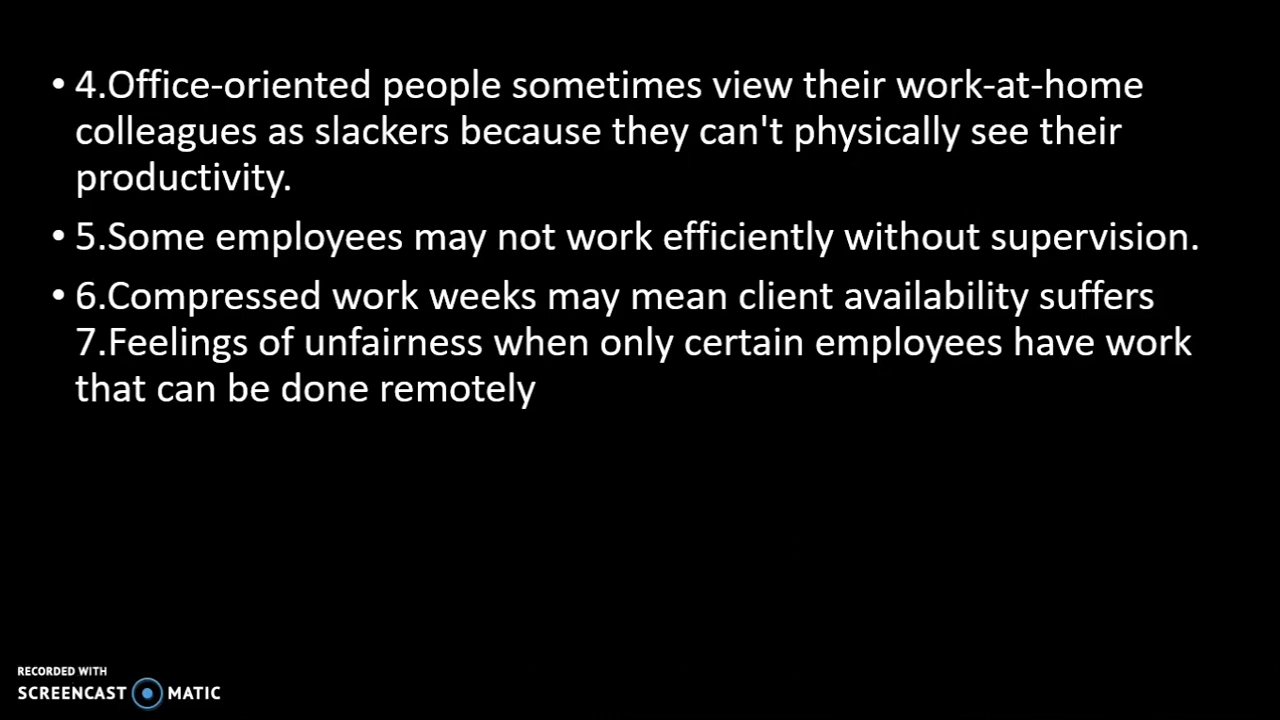 • 4.Office-oriented people sometimes view their work-at-home
colleagues as slackers because they can't physically see their
productivity.
• 5.Some employees may not work efficiently without supervision.
• 6.Compressed work weeks may mean client availability suffers
7.Feelings of unfairness when only certain employees have work
that can be done remotely
RECORDED WITH
SCREENCAST MATIC